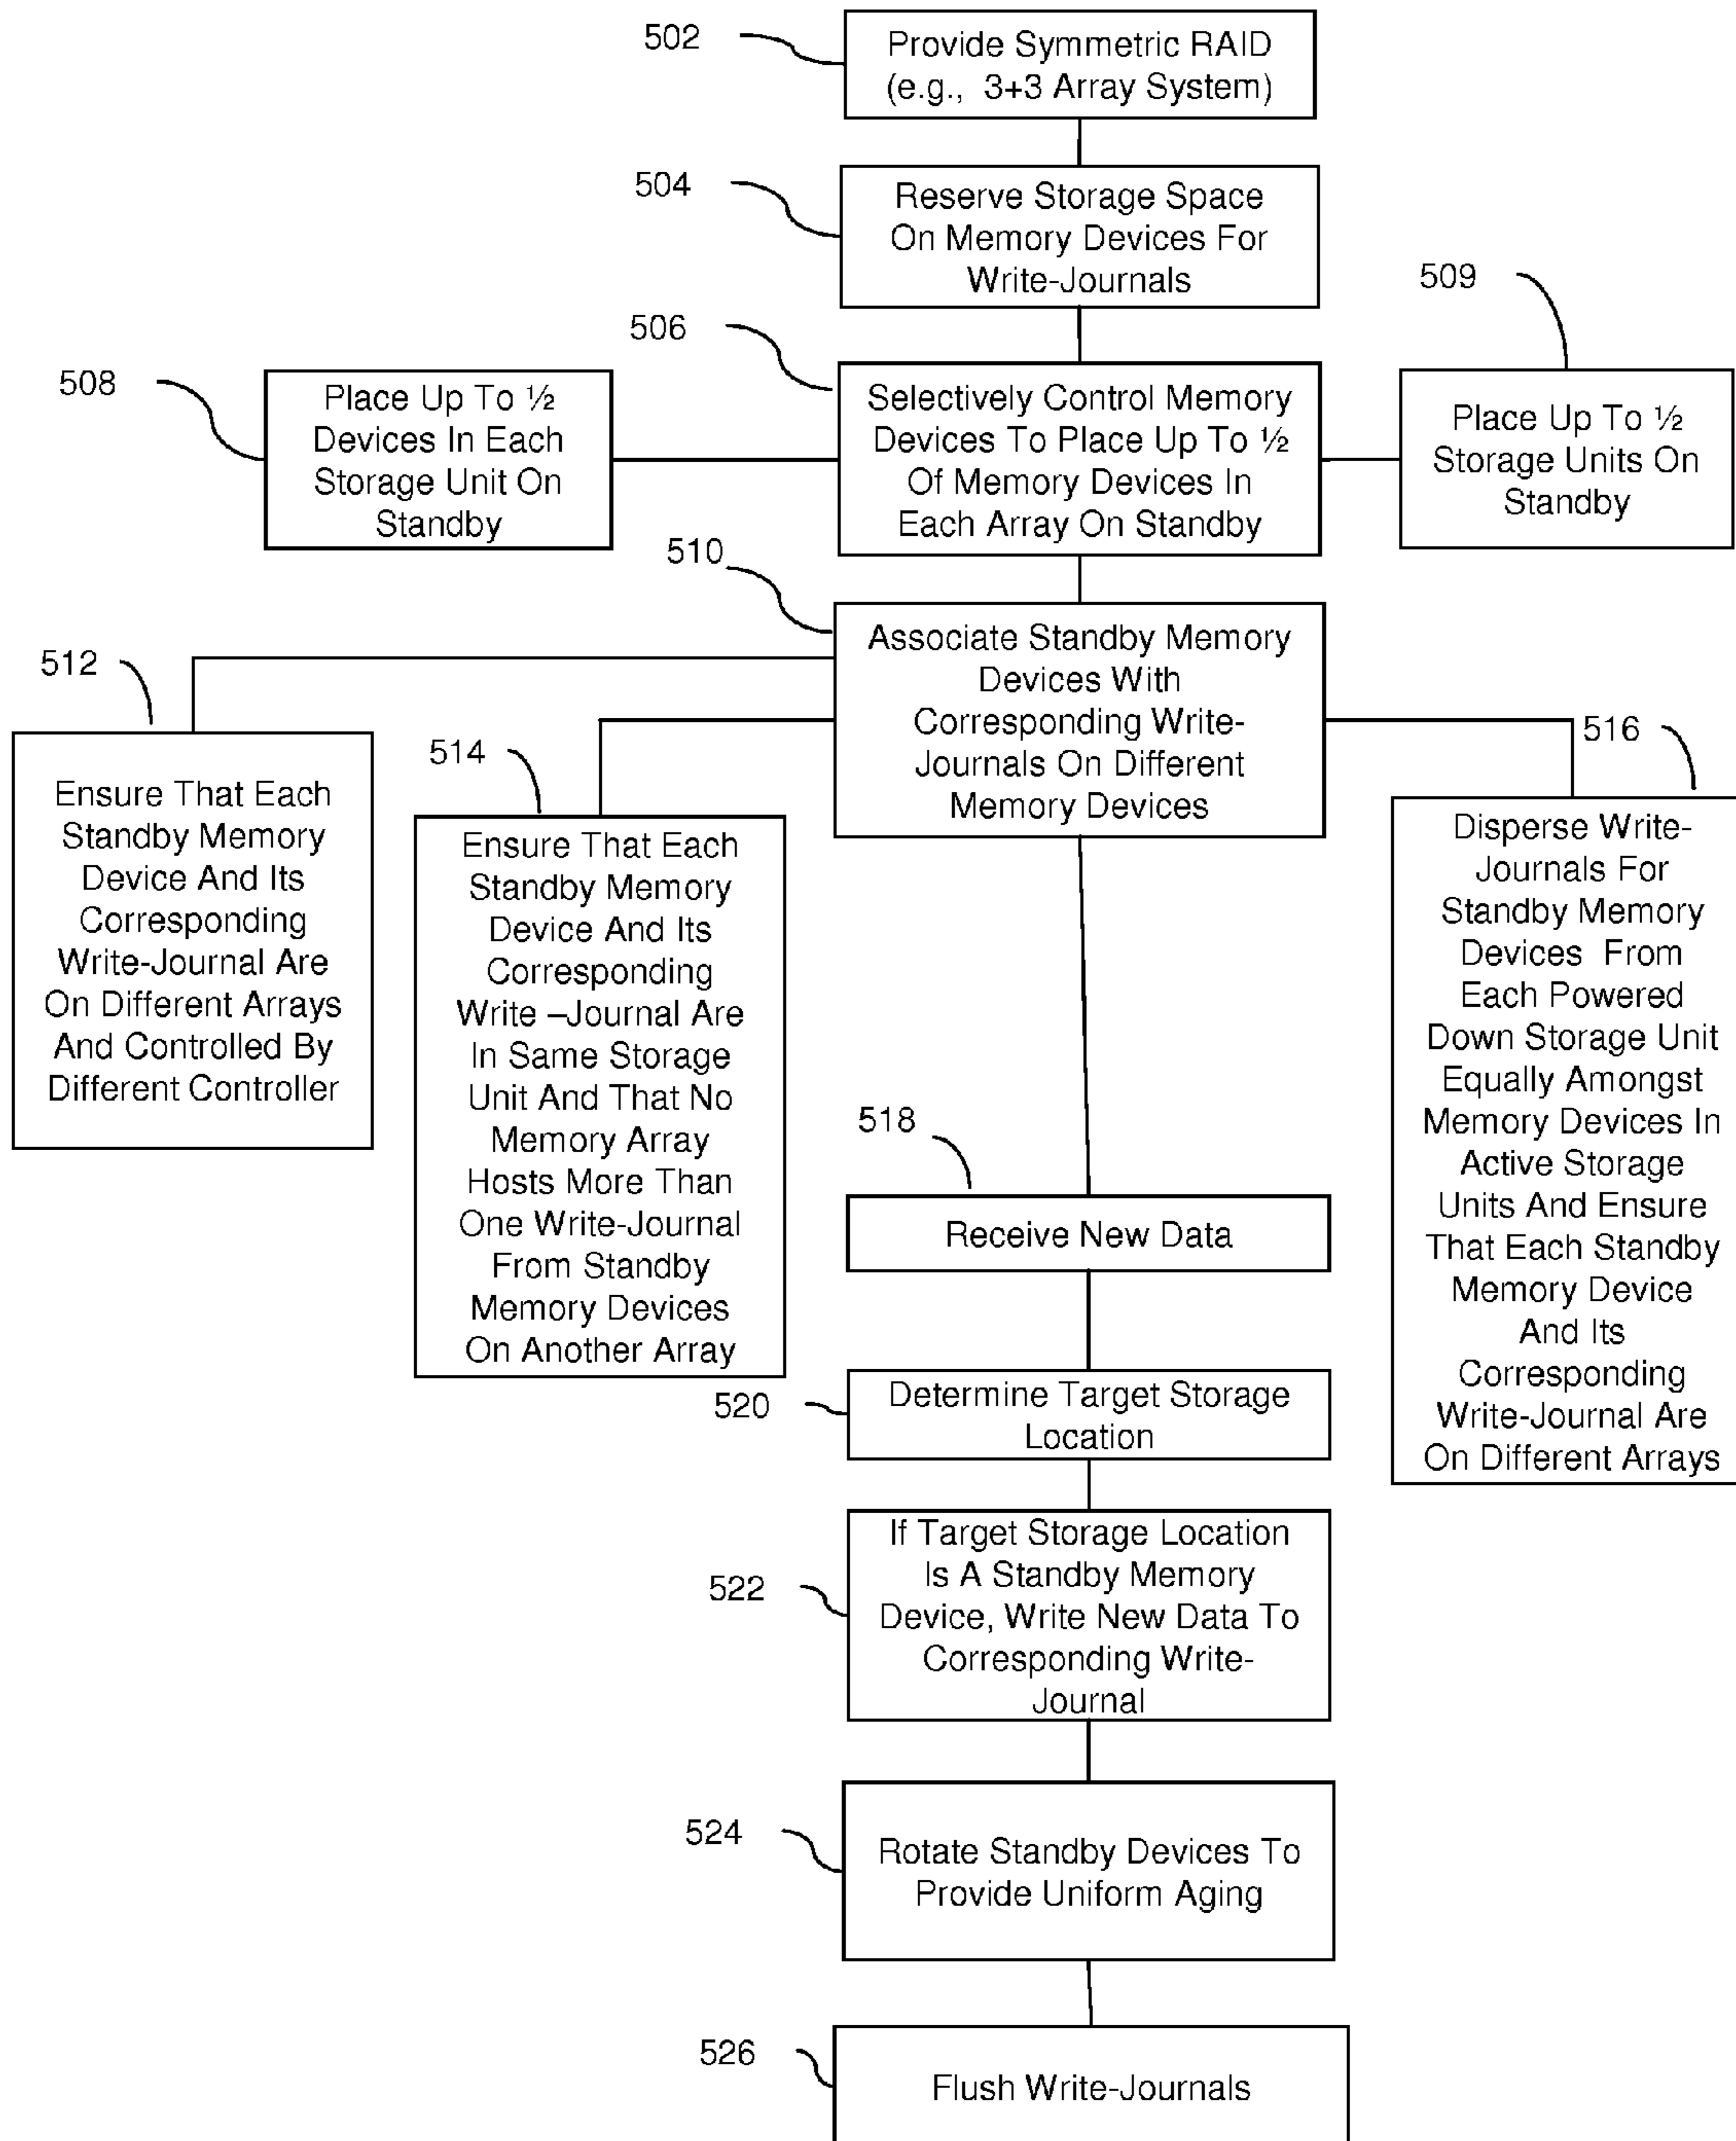 502
Provide Symmetric RAID
(e.g., 3+3 Array System)
504
Reserve Storage Space
On Memory Devices For
Write-Journals
509
506
508
Place Up To ½
Devices In Each
Storage Unit On
Standby
Selectively Control Memory
Devices To Place Up To ½
Of Memory Devices In
Each Array On Standby
Place Up To ½
Storage Units On
Standby
510
Associate Standby Memory
Devices With
Corresponding Write-
Journals On Different
Memory Devices
512
Ensure That Each
Standby Memory
Device And Its
Corresponding
Write-Journal Are
On Different Arrays
And Controlled By
Different Controller
514
Ensure That Each
Standby Memory
Device And Its
Corresponding
Write –Journal Are
In Same Storage
Unit And That No
Memory Array
Hosts More Than
One Write-Journal
From Standby
Memory Devices
On Another Array
516
Disperse Write-
Journals For
Standby Memory
Devices From
Each Powered
Down Storage Unit
Equally Amongst
Memory Devices In
Active Storage
Units And Ensure
That Each Standby
Memory Device
And Its
Corresponding
Write-Journal Are
On Different Arrays
518
Receive New Data
520
Determine Target Storage
Location
522
If Target Storage Location
Is A Standby Memory
Device, Write New Data To
Corresponding Write-
Journal
524
Rotate Standby Devices To
Provide Uniform Aging
526
Flush Write-Journals